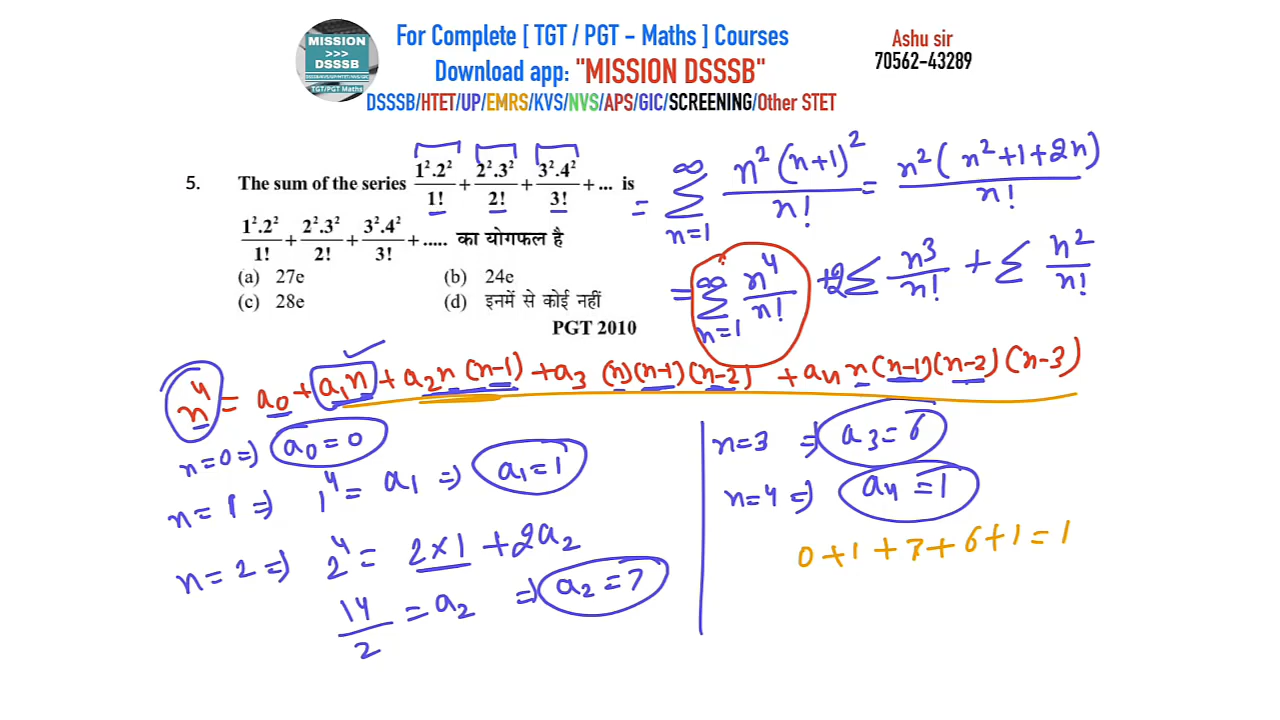 MISSION
>>>
DSSSB
TGT/PGT Maths
For Complete [ TGT / PGT - Maths ] Courses
Download app: "MISSION DSSSB"
DSSSB/HTET/UP/EMRS/KVS/NVS/APS/GIC/SCREENING/Other STET
Ashu sir
70562-43289
5. The sum of the series 1².2²/1! + 2².3²/2! + 3².4²/3! + ... is
1².2²/1! + 2².3²/2! + 3².4²/3! + ..... का योगफल है
(a) 27e (b) 24e
(c) 28e (d) इनमें से कोई नहीं
PGT 2010
= ∞ Σ n=1 n²(n+1)²/n! = n²(n²+1+2n)/n!
= ∞ Σ n=1 n⁴/n! + 2Σ n³/n! + Σ n²/n!
n⁴ = a₀ + a₁n + a₂n(n-1) + a₃(n)(n-1)(n-2) + a₄n(n-1)(n-2)(n-3)
n=0 ⇒ a₀=0
n=1 ⇒ 1⁴ = a₁ ⇒ a₁=1
n=2 ⇒ 2⁴ = 2×1 + 2a₂
14/2 = a₂ ⇒ a₂=7
n=3 ⇒ a₃=6
n=4 ⇒ a₄=1
0+1+7+6+1=1